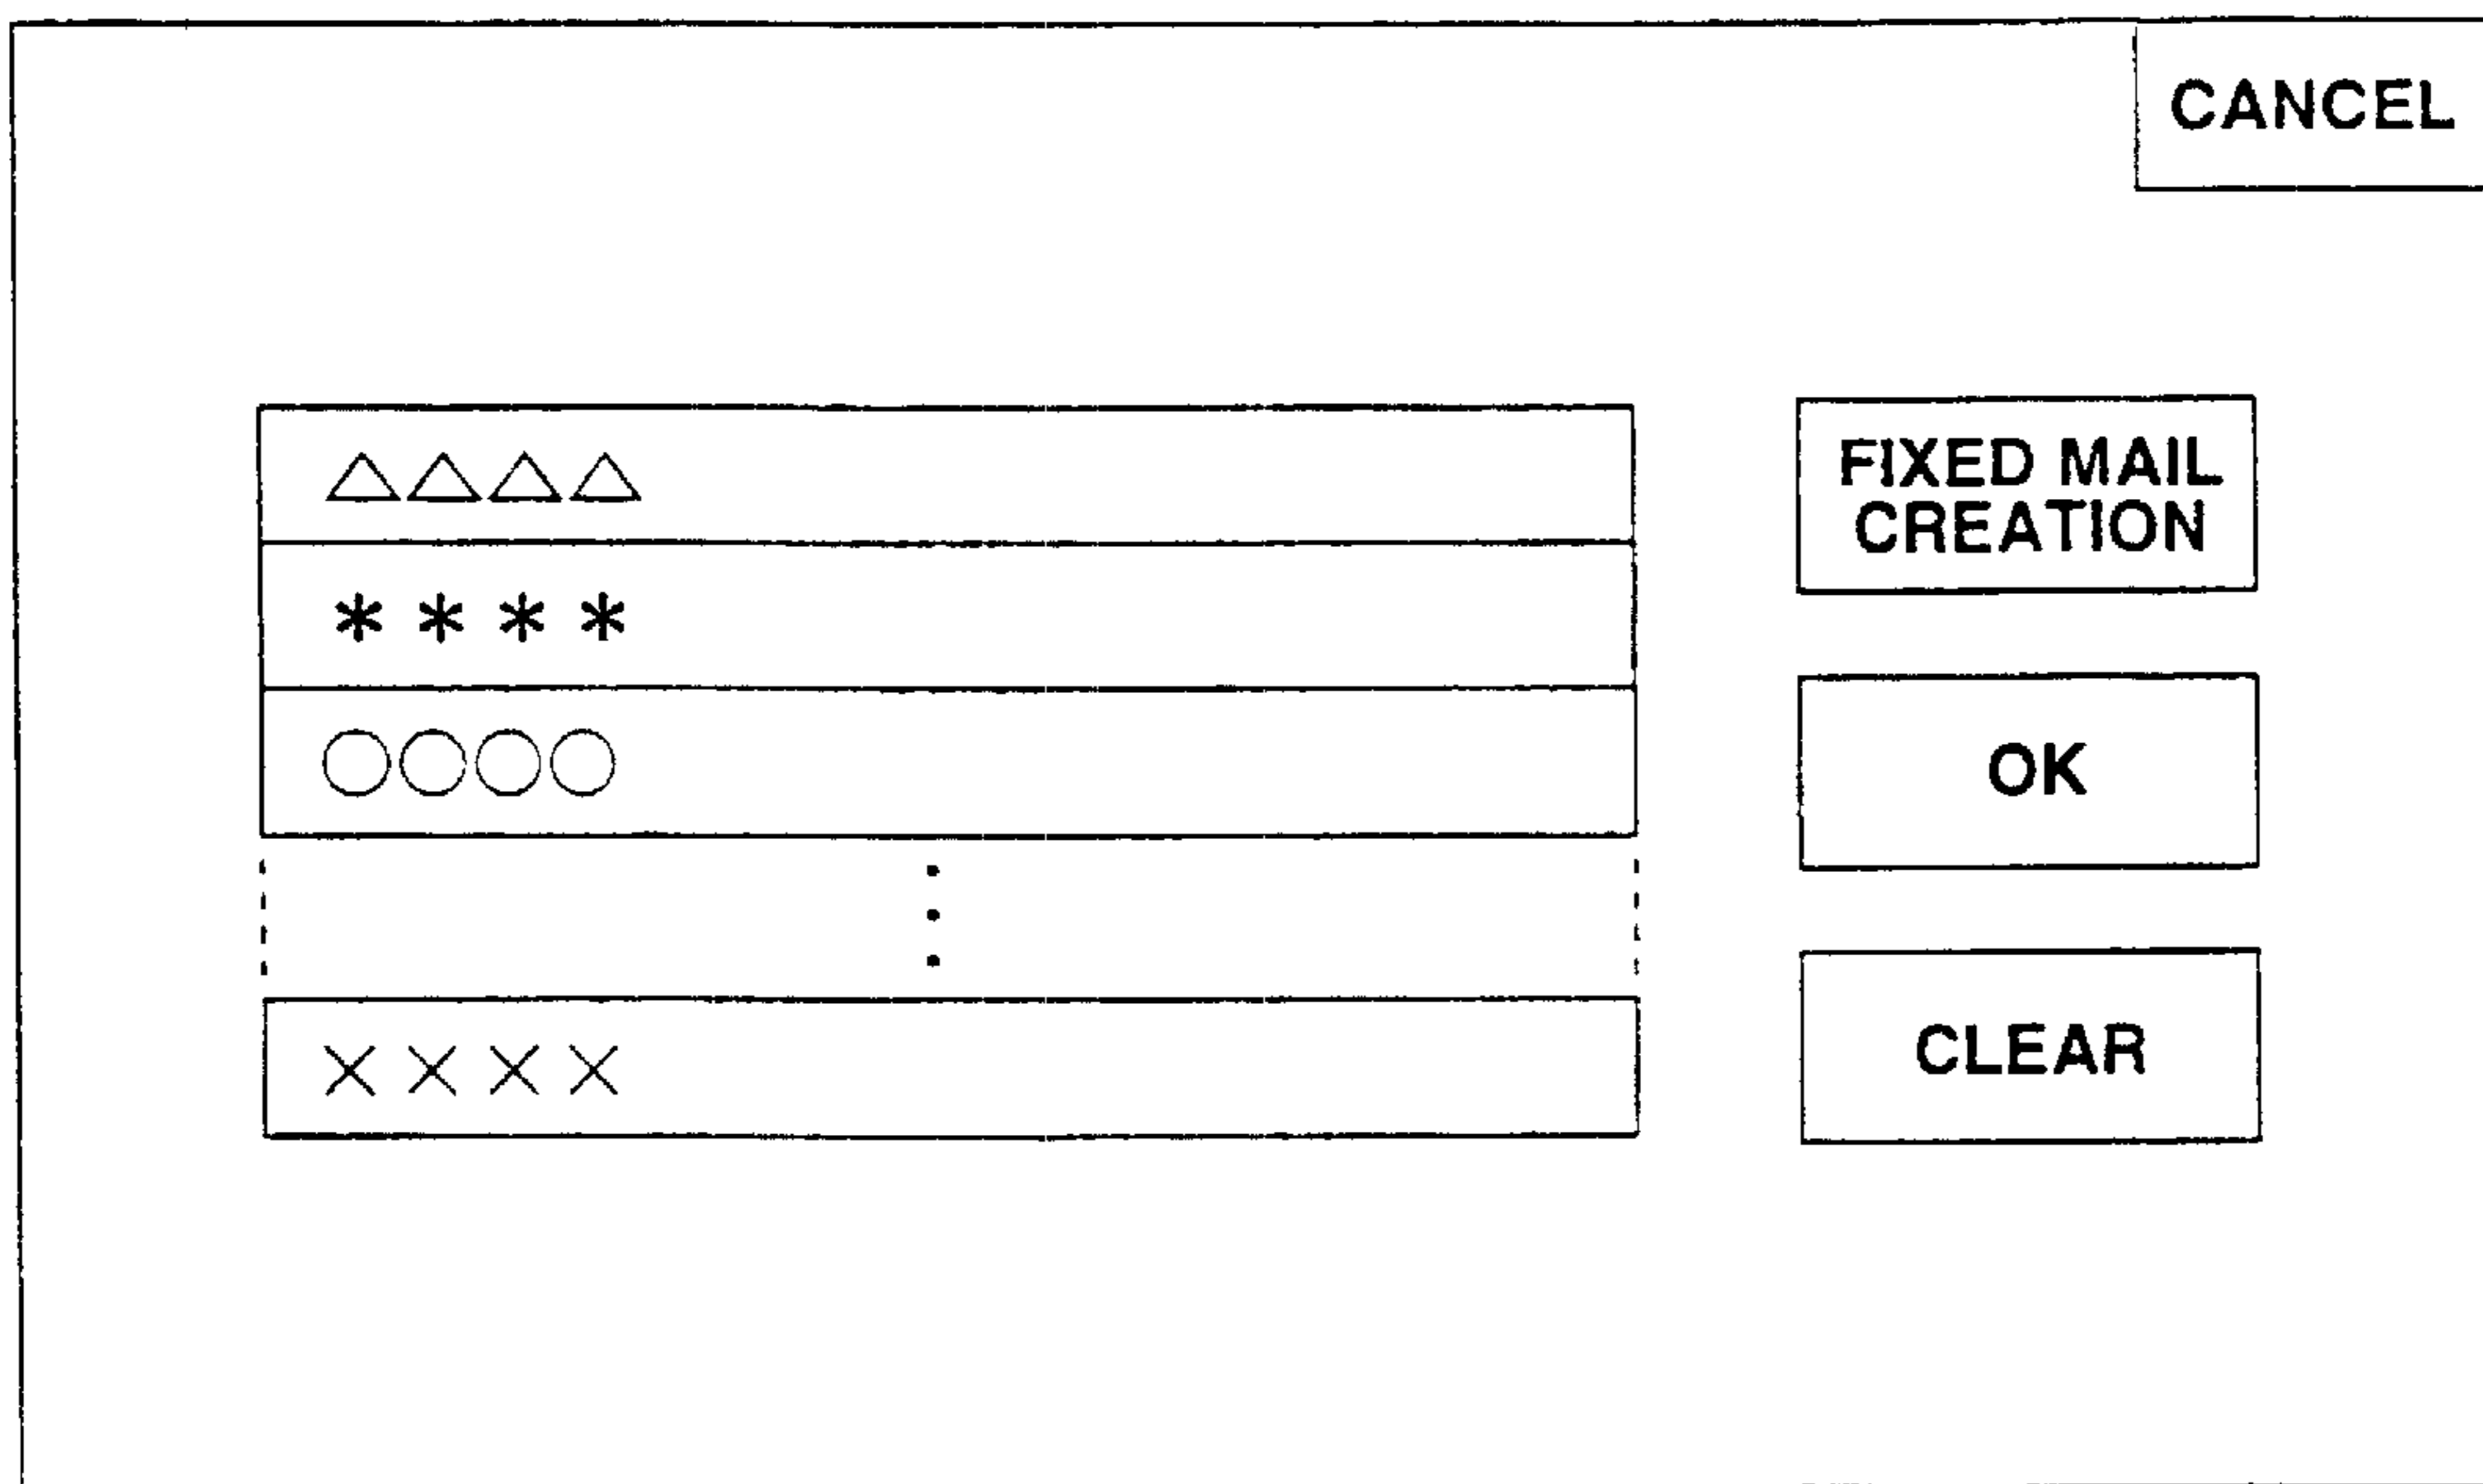 CANCEL
△△△△
FIXED MAIL
CREATION
* * * *
○○○○
OK
× × × ×
CLEAR